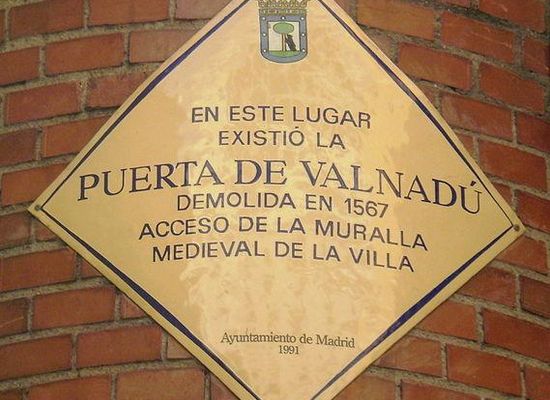 EN ESTE LUGAR
EXISTIÓ LA
PUERTA DE VALNADÚ
DEMOLIDA EN 1567
ACCESO DE LA MURALLA
MEDIEVAL DE LA VILLA
Ayuntamiento de Madrid
1991